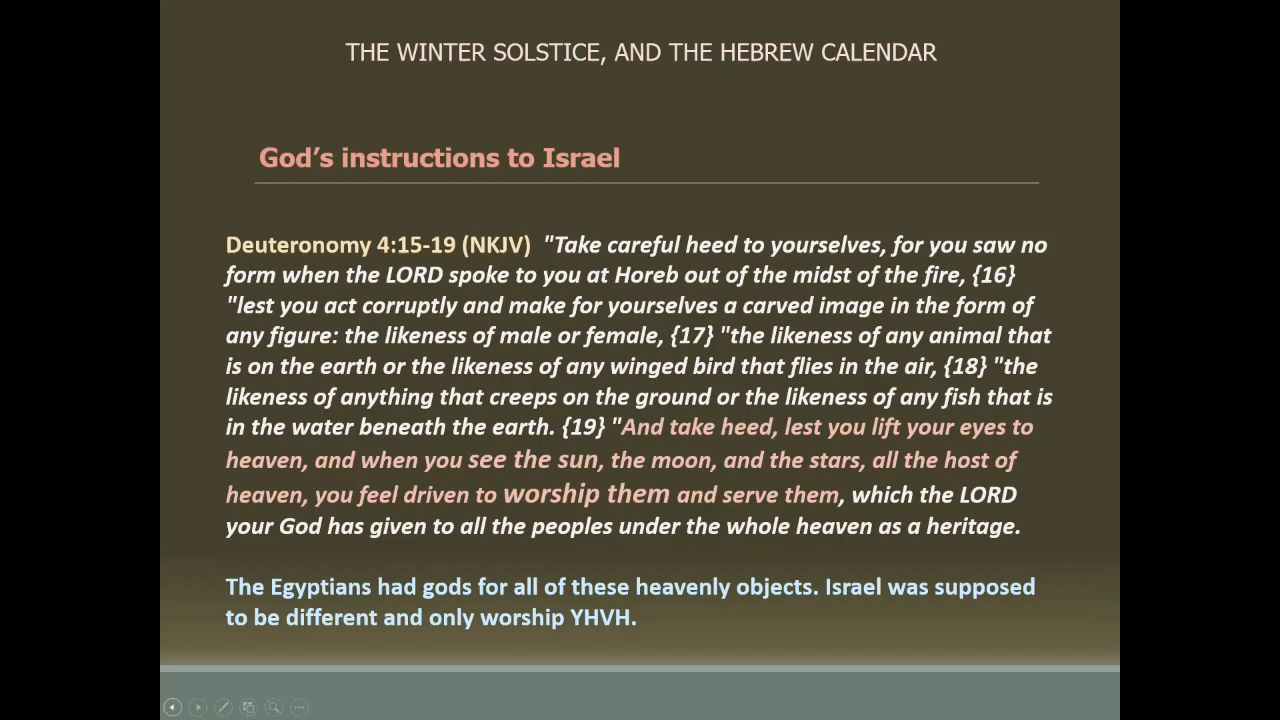 THE WINTER SOLSTICE, AND THE HEBREW CALENDAR
God’s instructions to Israel
Deuteronomy 4:15-19 (NKJV) "Take careful heed to yourselves, for you saw no
form when the LORD spoke to you at Horeb out of the midst of the fire, {16}
"lest you act corruptly and make for yourselves a carved image in the form of
any figure: the likeness of male or female, {17} "the likeness of any animal that
is on the earth or the likeness of any winged bird that flies in the air, {18} "the
likeness of anything that creeps on the ground or the likeness of any fish that is
in the water beneath the earth. {19} "And take heed, lest you lift your eyes to
heaven, and when you see the sun, the moon, and the stars, all the host of
heaven, you feel driven to worship them and serve them, which the LORD
your God has given to all the peoples under the whole heaven as a heritage.
The Egyptians had gods for all of these heavenly objects. Israel was supposed
to be different and only worship YHVH.